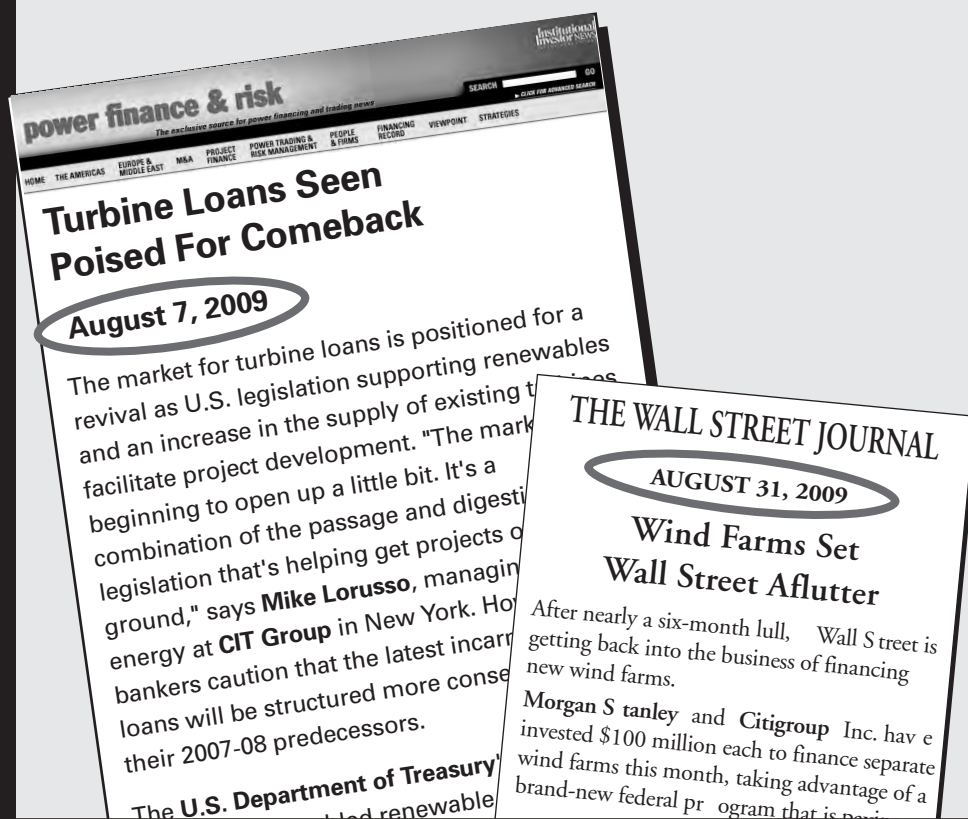 Institutional
Investor NEWS
power finance & risk
The exclusive source for power financing and trading news
SEARCH GO
CLICK FOR ADVANCED SEARCH
HOME THE AMERICAS EUROPE & MIDDLE EAST M&A PROJECT FINANCE POWER TRADING & RISK MANAGEMENT PEOPLE & FIRMS FINANCING RECORD VIEWPOINT STRATEGIES
Turbine Loans Seen
Poised For Comeback
August 7, 2009
The market for turbine loans is positioned for a
revival as U.S. legislation supporting renewables
and an increase in the supply of existing
facilitate project development. "The mark
beginning to open up a little bit. It's a
combination of the passage and digesti
legislation that's helping get projects o
ground," says Mike Lorusso, managin
energy at CIT Group in New York. Ho
bankers caution that the latest incar
loans will be structured more conse
their 2007-08 predecessors.
The U.S. Department of Treasury'
renewable
THE WALL STREET JOURNAL
AUGUST 31, 2009
Wind Farms Set
Wall Street Aflutter
After nearly a six-month lull, Wall S treet is
getting back into the business of financing
new wind farms.
Morgan S tanley and Citigroup Inc. hav e
invested $100 million each to finance separate
wind farms this month, taking advantage of a
brand-new federal pr ogram that is